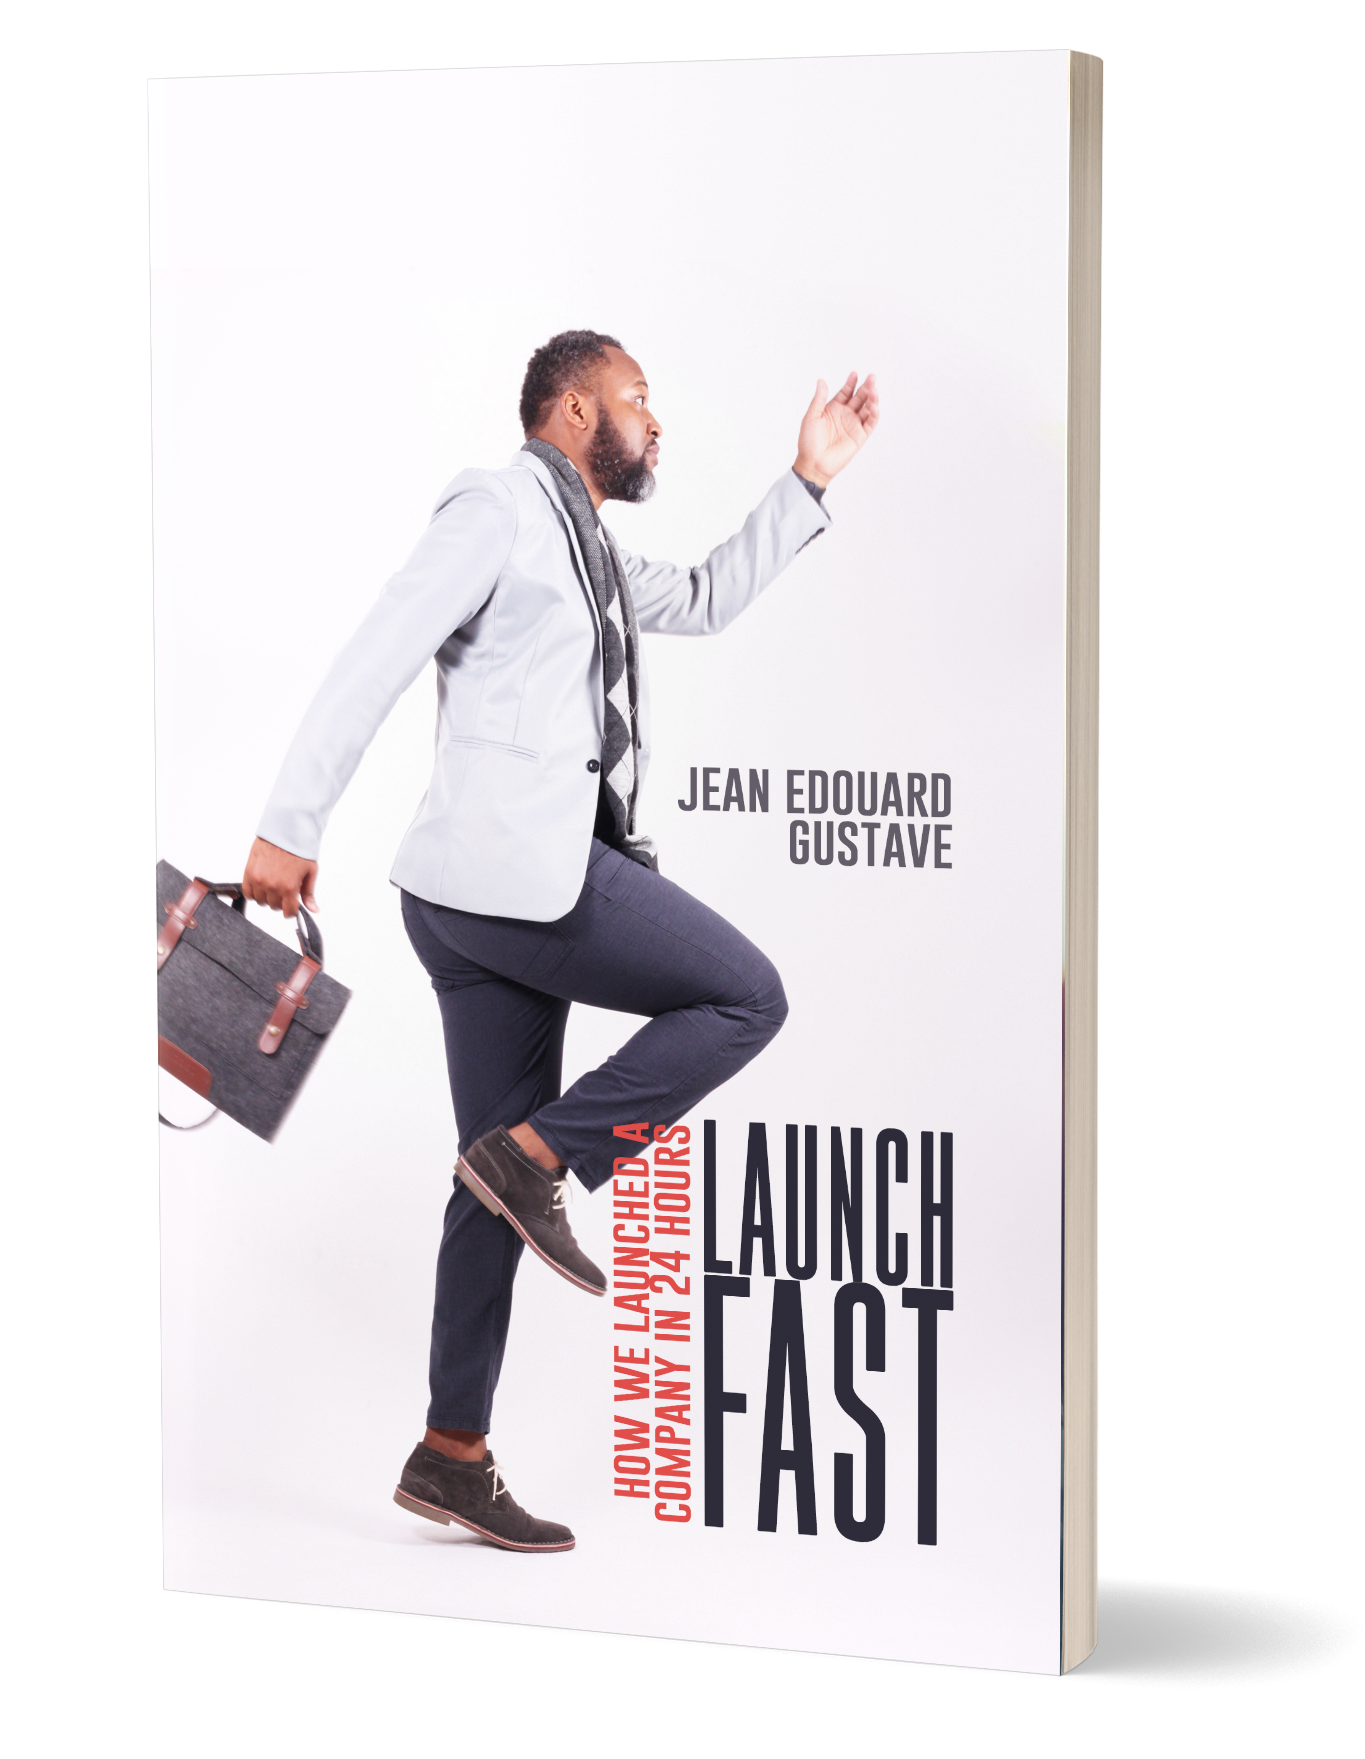 JEAN EDOUARD
GUSTAVE
HOW WE LAUNCHED A
COMPANY IN 24 HOURS
LAUNCH
FAST